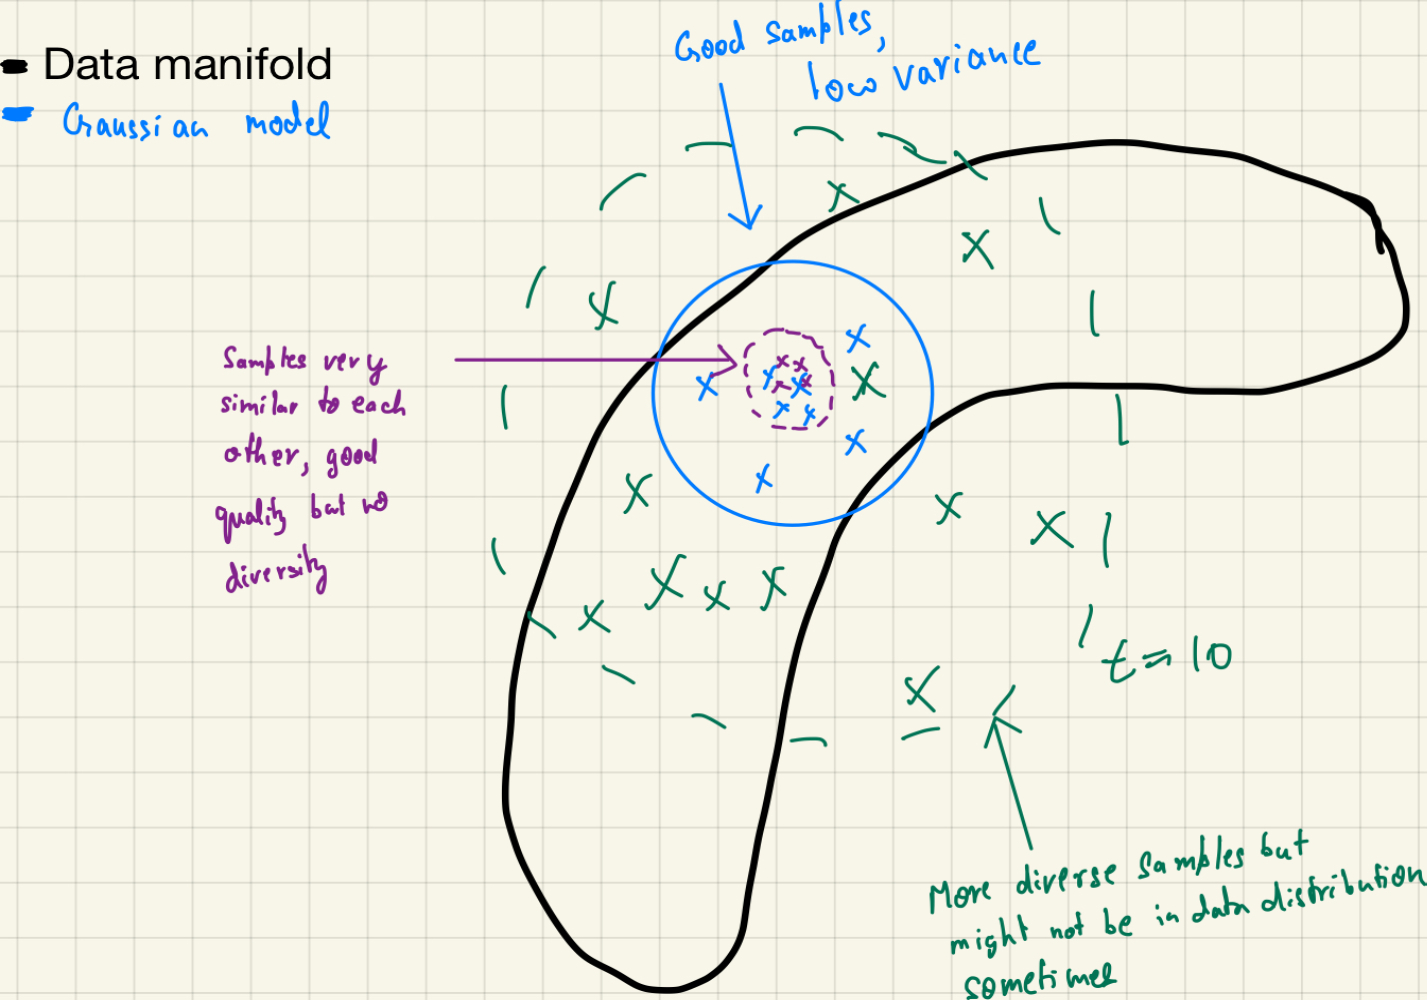 Data manifold
Gaussian model
Good samples,
low variance
Samples very
similar to each
other, good
quality but no
diversity
t = 10
More diverse samples but
might not be in data distribution
sometimes